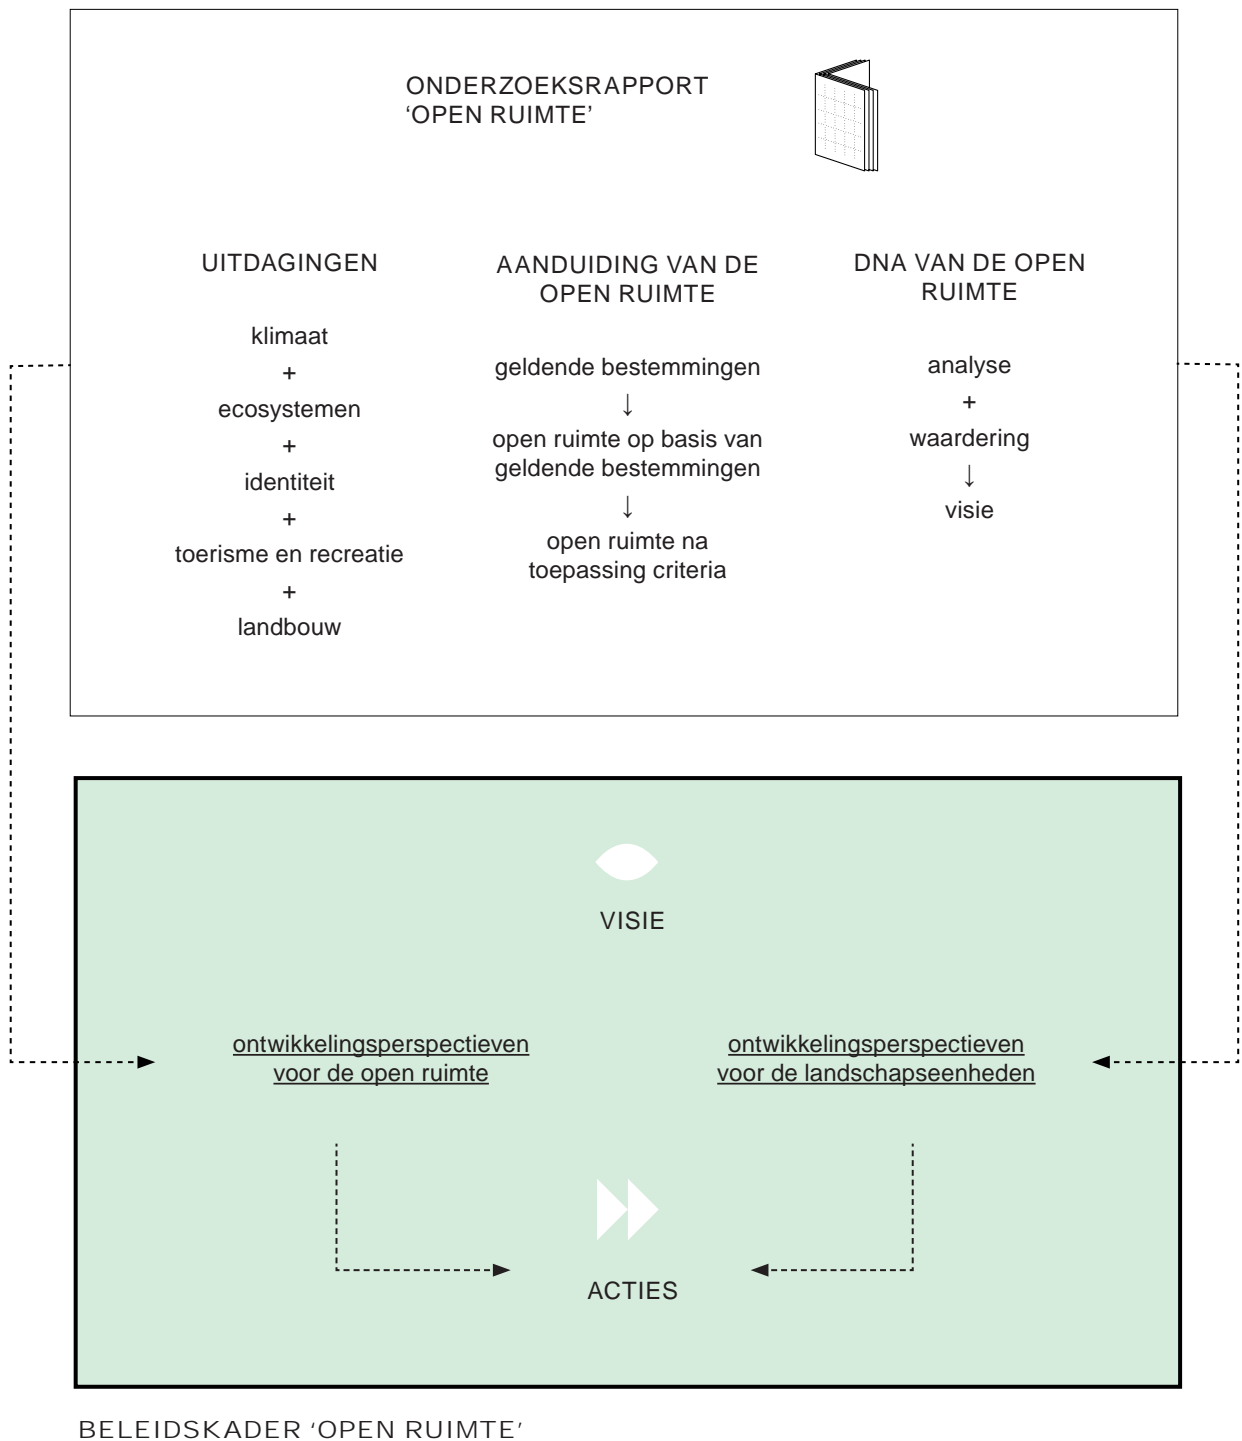 ONDERZOEKSRAPPORT
‘OPEN RUIMTE’
UITDAGINGEN
klimaat
+
ecosystemen
+
identiteit
+
toerisme en recreatie
+
landbouw
AANDUIDING VAN DE
OPEN RUIMTE
geldende bestemmingen
↓
open ruimte op basis van
geldende bestemmingen
↓
open ruimte na
toepassing criteria
DNA VAN DE OPEN
RUIMTE
analyse
+
waardering
↓
visie
VISIE
ontwikkelingsperspectieven
voor de open ruimte
ontwikkelingsperspectieven
voor de landschapseenheden
ACTIES
BELEIDSKADER ‘OPEN RUIMTE’